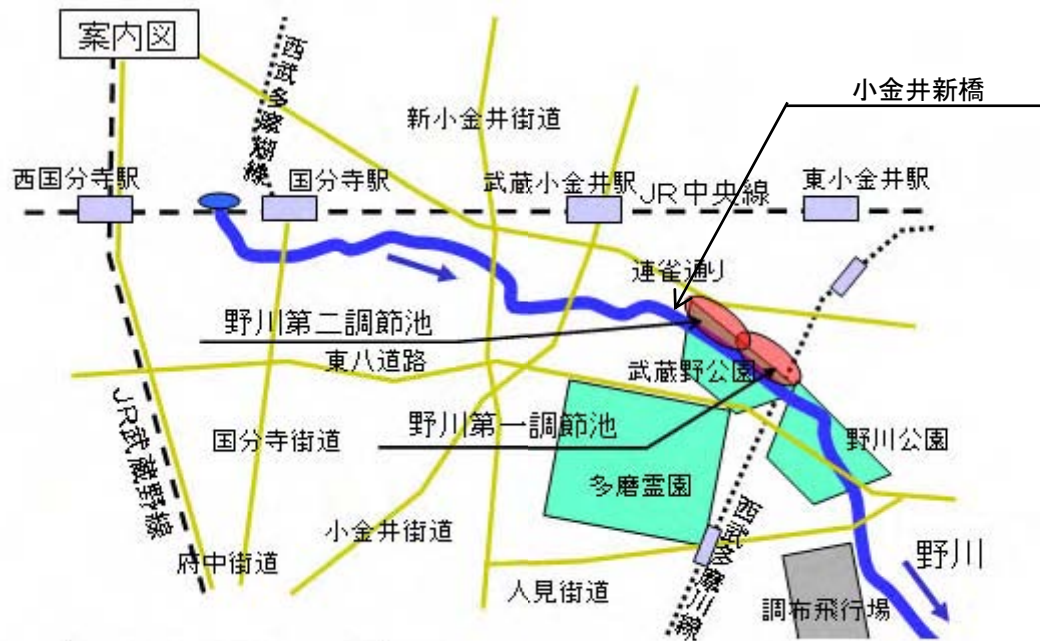 案内図
西武多摩湖線
小金井新橋
新小金井街道
西国分寺駅
国分寺駅
武蔵小金井駅
JR中央線
東小金井駅
連雀通り
野川第二調節池
東八道路
武蔵野公園
JR武蔵野線
国分寺街道
野川第一調節池
野川公園
多磨霊園
小金井街道
西武多摩川線
府中街道
人見街道
野川
調布飛行場